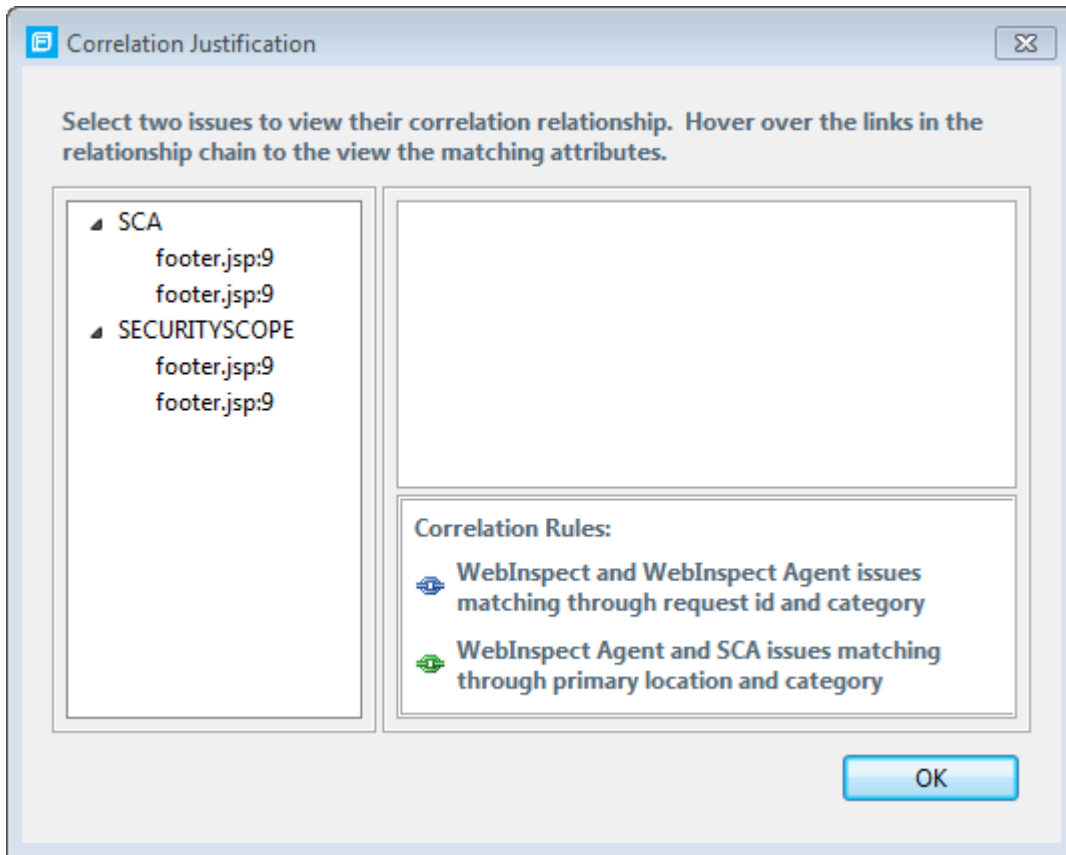 Correlation Justification
Select two issues to view their correlation relationship.  Hover over the links in the
relationship chain to the view the matching attributes.
SCA
footer.jsp:9
footer.jsp:9
SECURITYSCOPE
footer.jsp:9
footer.jsp:9
Correlation Rules:
WebInspect and WebInspect Agent issues
matching through request id and category
WebInspect Agent and SCA issues matching
through primary location and category
OK